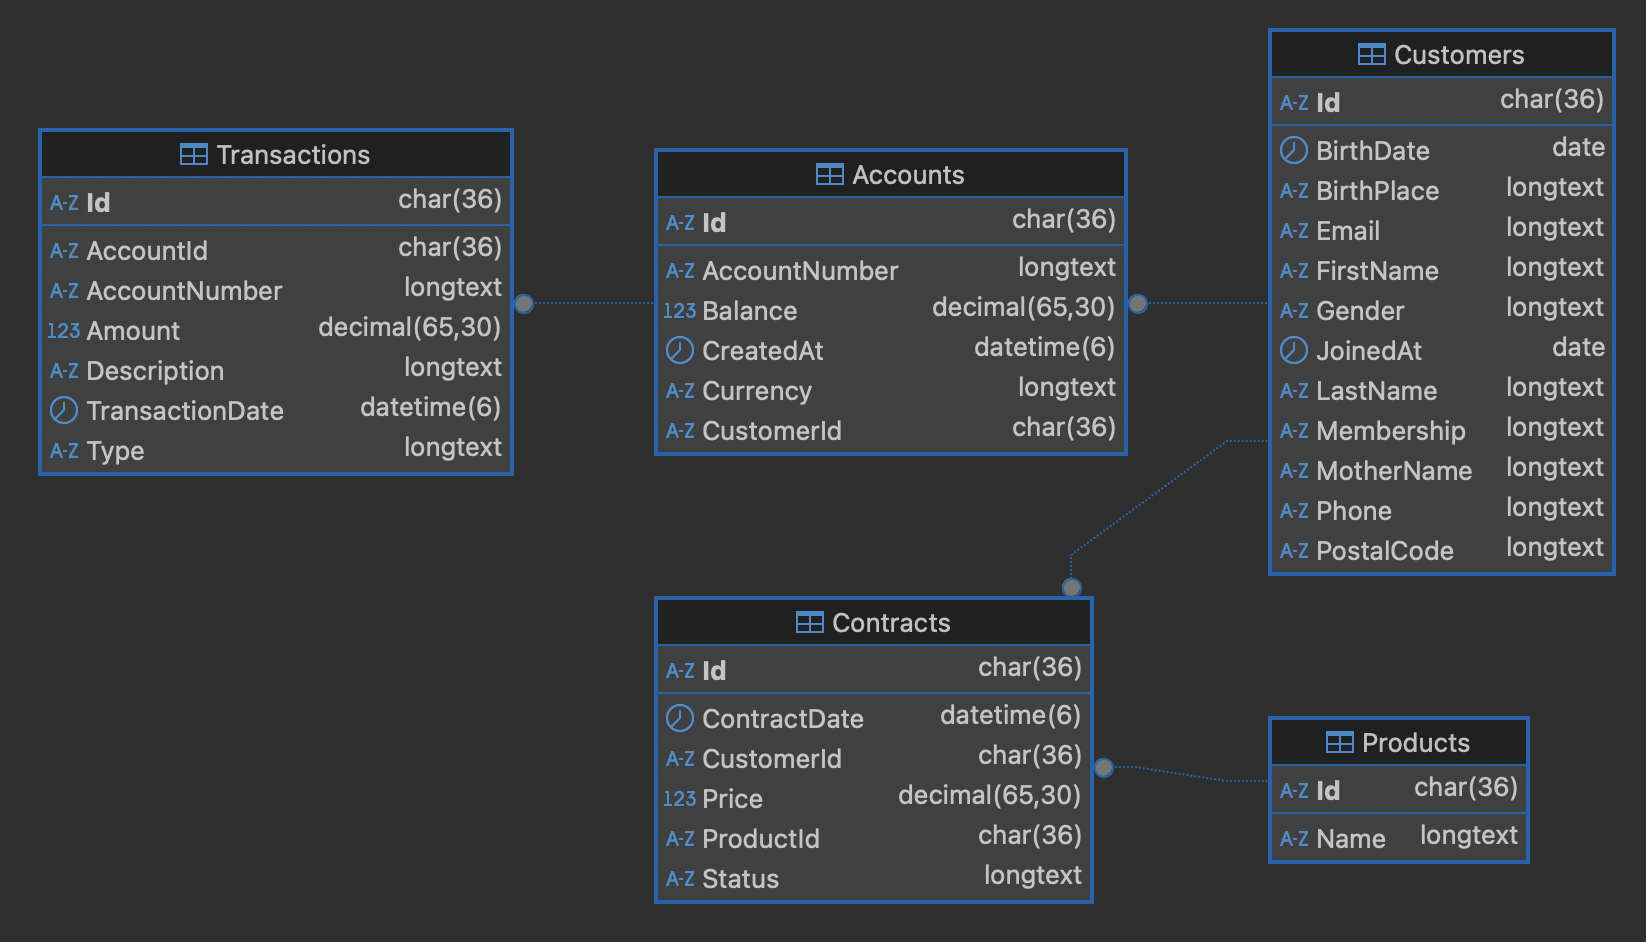 Transactions
A-Z Id char(36)
A-Z AccountId char(36)
A-Z AccountNumber longtext
123 Amount decimal(65,30)
A-Z Description longtext
TransactionDate datetime(6)
A-Z Type longtext
Accounts
A-Z Id char(36)
A-Z AccountNumber longtext
123 Balance decimal(65,30)
CreatedAt datetime(6)
A-Z Currency longtext
A-Z CustomerId char(36)
Customers
A-Z Id char(36)
BirthDate date
A-Z BirthPlace longtext
A-Z Email longtext
A-Z FirstName longtext
A-Z Gender longtext
JoinedAt date
A-Z LastName longtext
A-Z Membership longtext
A-Z MotherName longtext
A-Z Phone longtext
A-Z PostalCode longtext
Contracts
A-Z Id char(36)
ContractDate datetime(6)
A-Z CustomerId char(36)
123 Price decimal(65,30)
A-Z ProductId char(36)
A-Z Status longtext
Products
A-Z Id char(36)
A-Z Name longtext